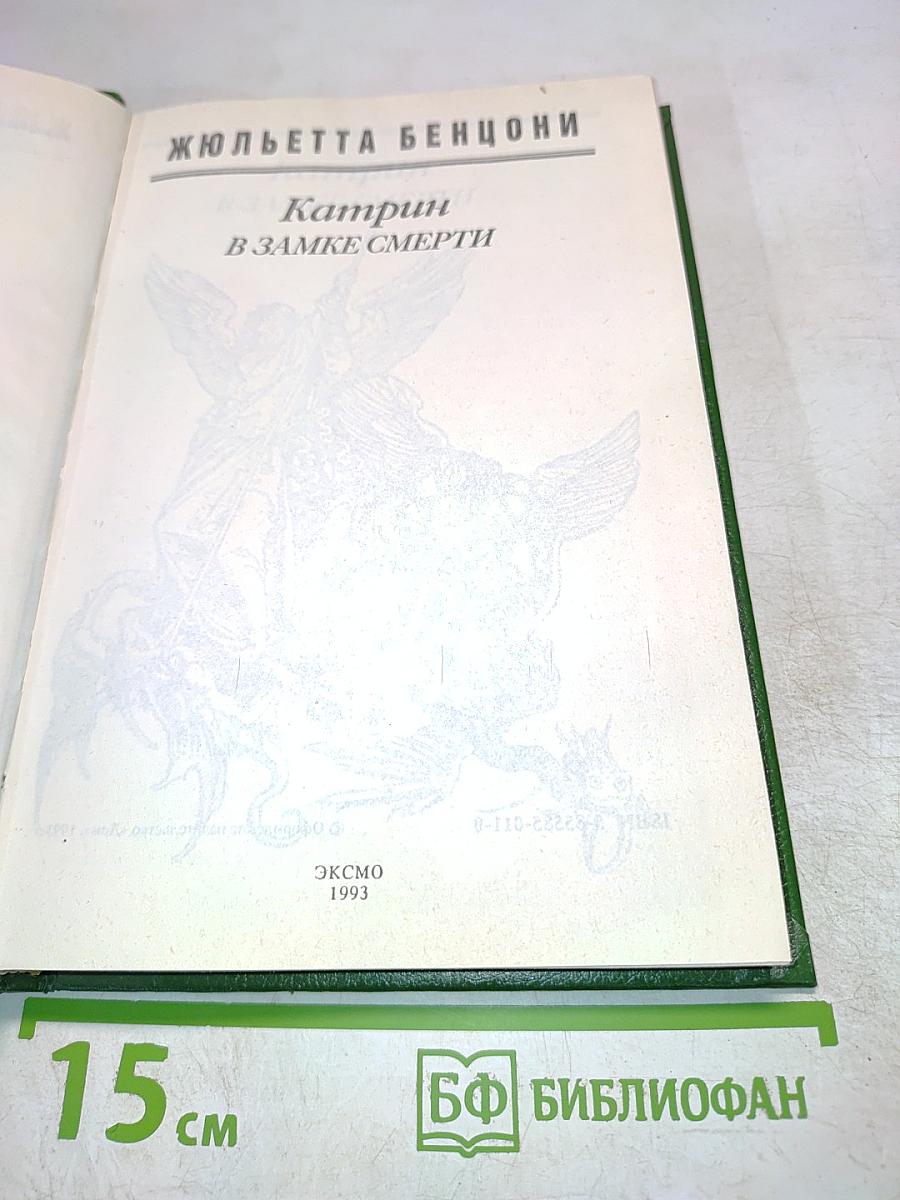 ЖЮЛЬЕТТА БЕНЦОНИ
Катрин
В ЗАМКЕ СМЕРТИ
ЭКСМО
1993
15 см
БФ БИБЛИОФАН